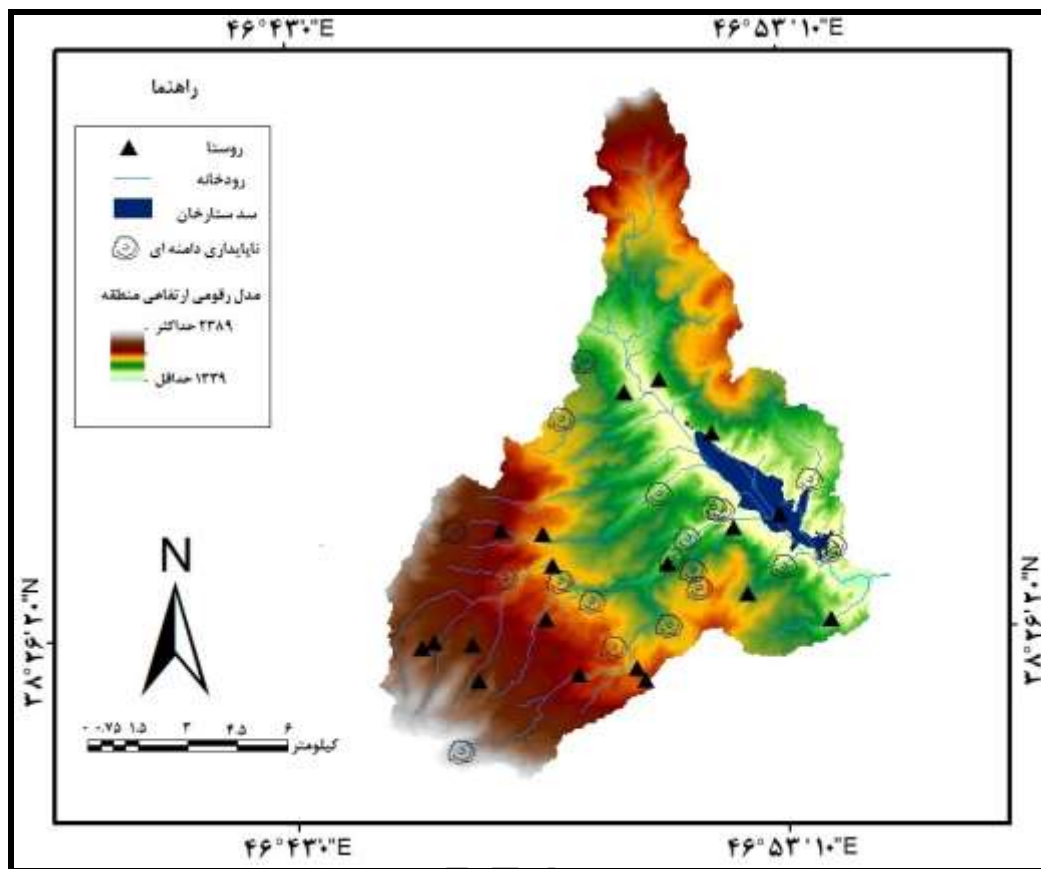 ۴۶°۴۳'۰"E ۴۶°۵۳'۱۰"E
راهنما
روستا
رودخانه
سد ستارخان
ناپایداری دامنه ای
مدل رقومی ارتفاعی منطقه
۲۳۸۹ حداکثر
۱۳۳۹ حداقل
N
۳۸°۲۶'۲۰"N ۳۸°۲۶'۲۰"N
۰ ۰.۷۵ ۱.۵ ۳ ۴.۵ ۶
کیلومتر
۴۶°۴۳'۰"E ۴۶°۵۳'۱۰"E